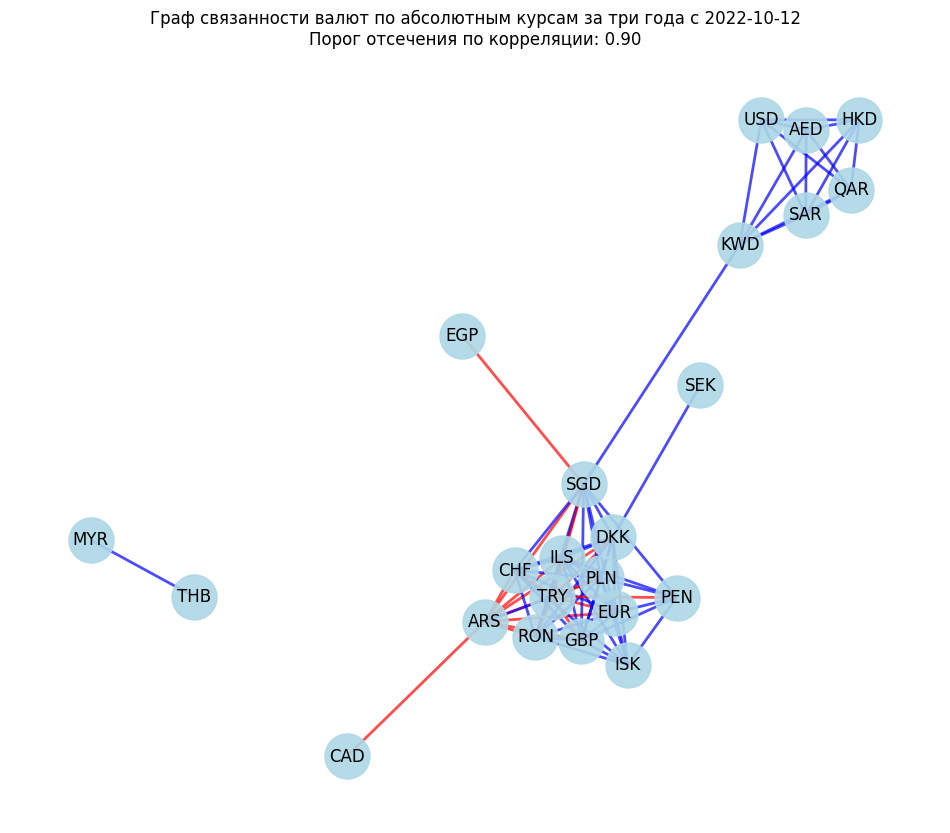 Граф связанности валют по абсолютным курсам за три года с 2022-10-12
Порог отсечения по корреляции: 0.90
USD
AED
HKD
QAR
SAR
KWD
EGP
SEK
SGD
DKK
MYR
ILS
CHF
PLN
THB
TRY
PEN
EUR
ARS
RON
GBP
ISK
CAD